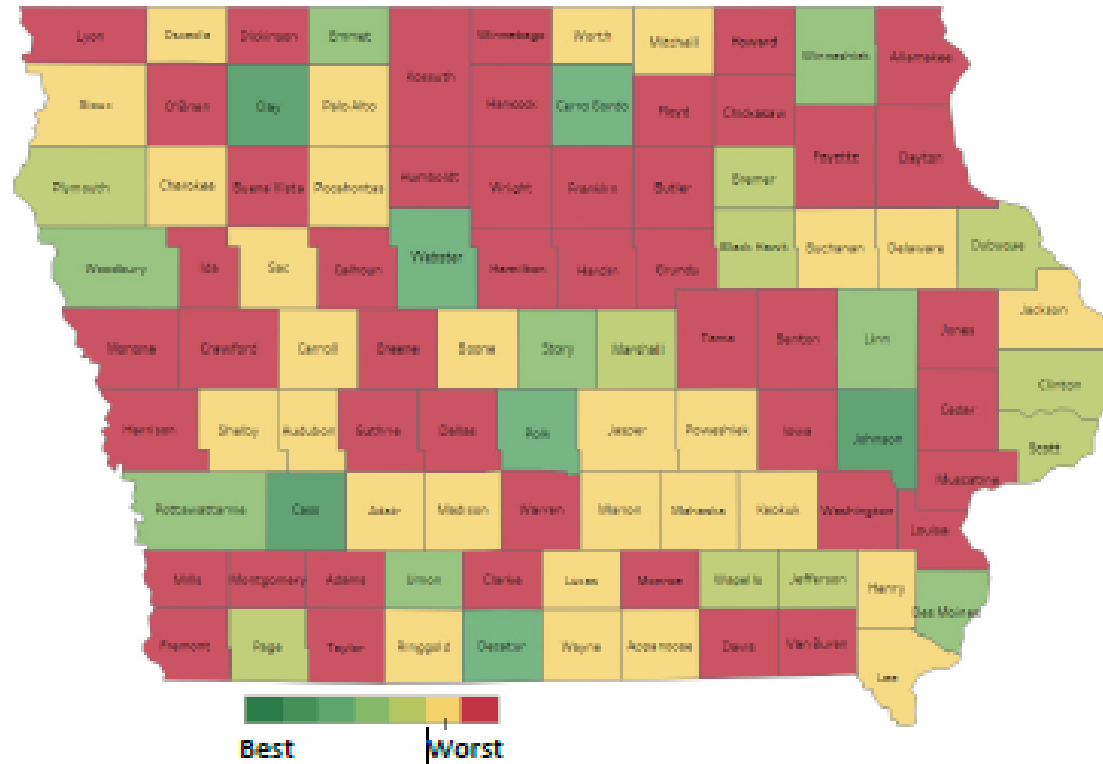 Lyon
Osceola
Dickinson
Emmet
Kossuth
Winnebago
Worth
Mitchell
Howard
Winneshiek
Allamakee
Sioux
O'Brien
Clay
Palo Alto
Hancock
Cerro Gordo
Floyd
Chickasaw
Fayette
Clayton
Plymouth
Cherokee
Buena Vista
Pocahontas
Humboldt
Wright
Franklin
Butler
Bremer
Woodbury
Ida
Sac
Calhoun
Webster
Hamilton
Hardin
Grundy
Black Hawk
Buchanan
Delaware
Dubuque
Jackson
Monona
Crawford
Carroll
Greene
Boone
Story
Marshall
Tama
Benton
Linn
Jones
Clinton
Harrison
Shelby
Audubon
Guthrie
Dallas
Polk
Jasper
Poweshiek
Iowa
Johnson
Cedar
Scott
Muscatine
Pottawattamie
Cass
Adair
Madison
Warren
Marion
Mahaska
Keokuk
Washington
Louisa
Mills
Montgomery
Adams
Union
Clarke
Lucas
Monroe
Wapello
Jefferson
Henry
Des Moines
Fremont
Page
Taylor
Ringgold
Decatur
Wayne
Appanoose
Davis
Van Buren
Lee
Best
Worst